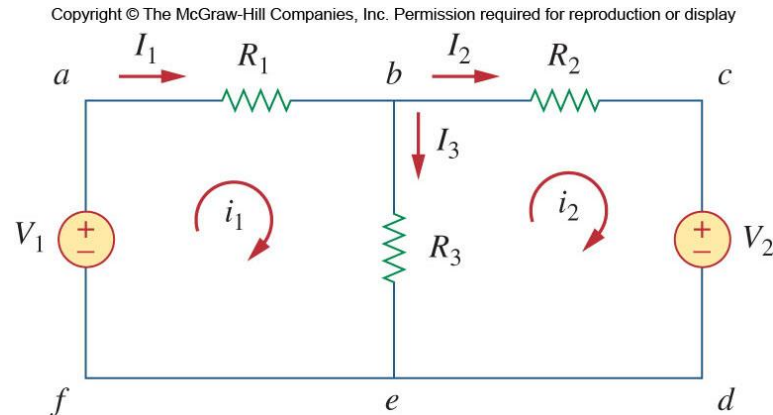 Copyright © The McGraw-Hill Companies, Inc. Permission required for reproduction or display
I₁ R₁ I₂ R₂
a b c
I₃
i₁ i₂
V₁ + − R₃ + − V₂
f e d